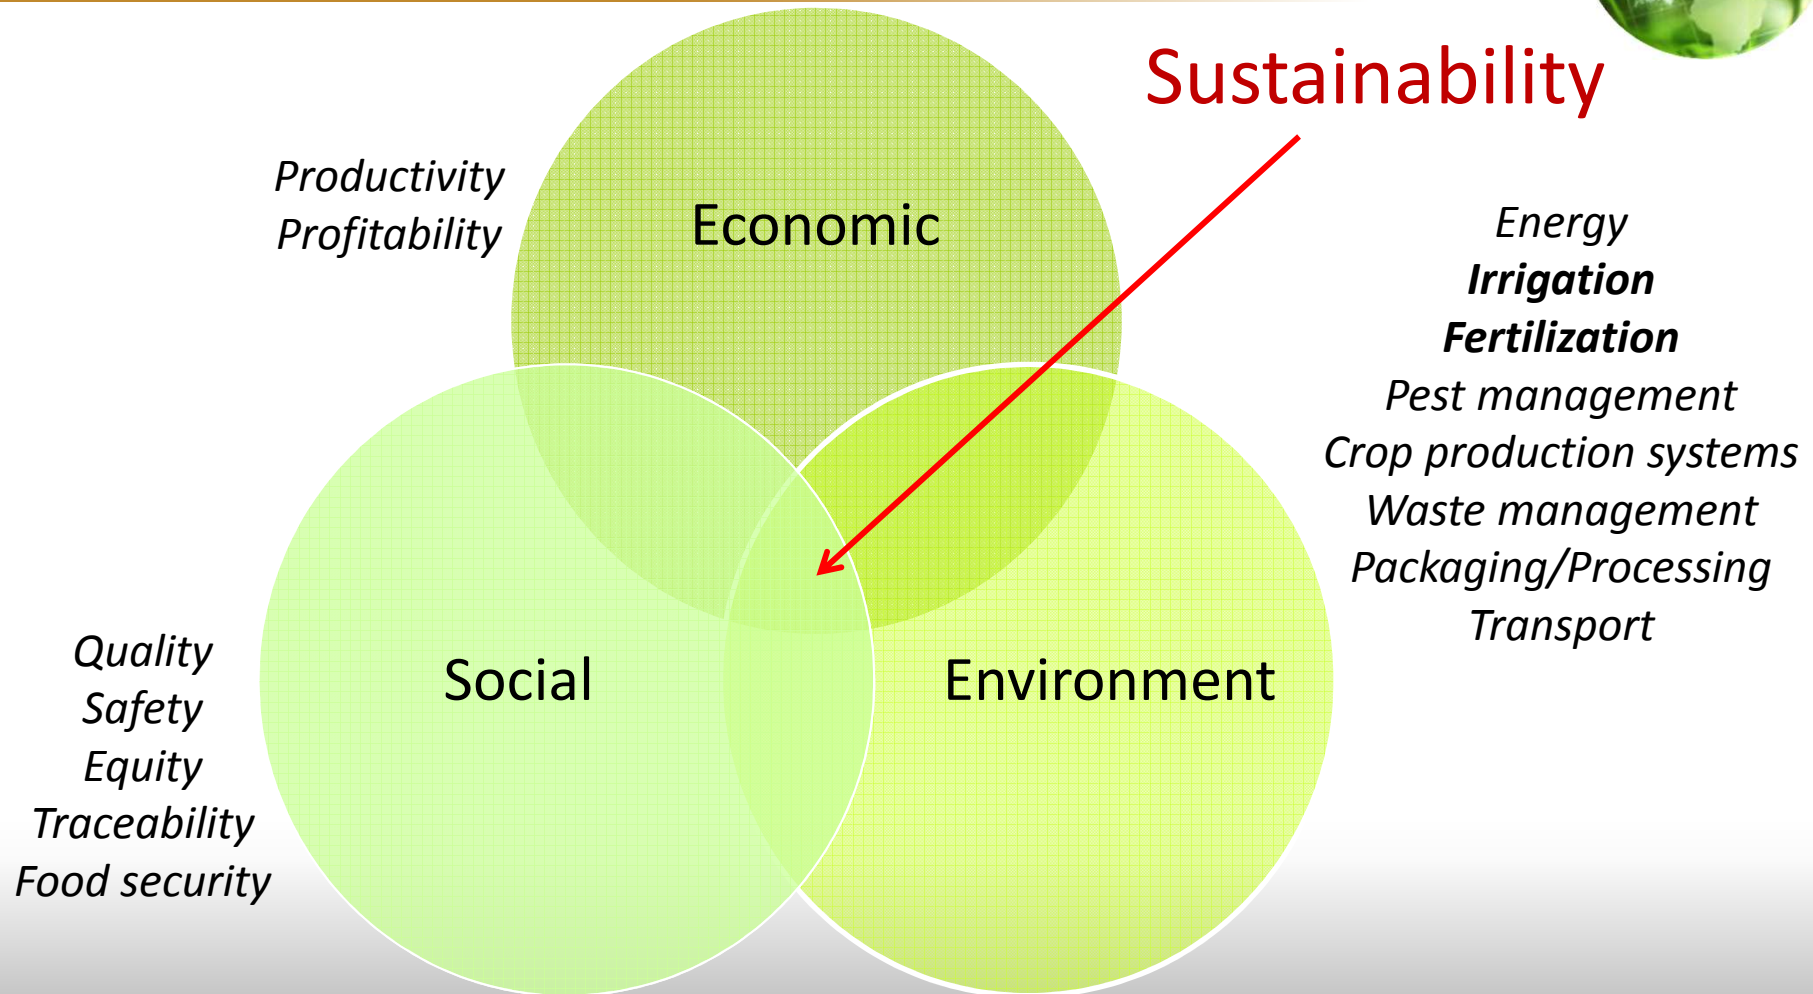 Sustainability
Productivity
Profitability
Economic
Energy
Irrigation
Fertilization
Pest management
Crop production systems
Waste management
Packaging/Processing
Transport
Quality
Safety
Equity
Traceability
Food security
Social
Environment